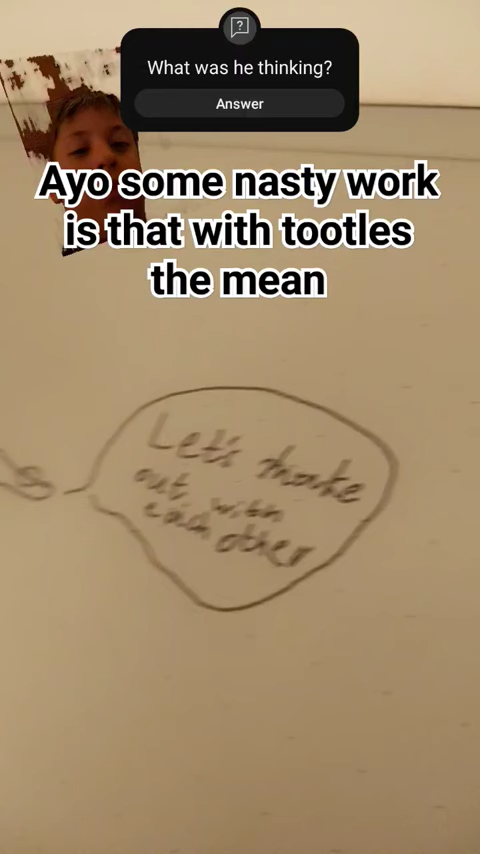 What was he thinking?
Answer
Ayo some nasty work
is that with tootles
the mean
Let's make
out with
each other